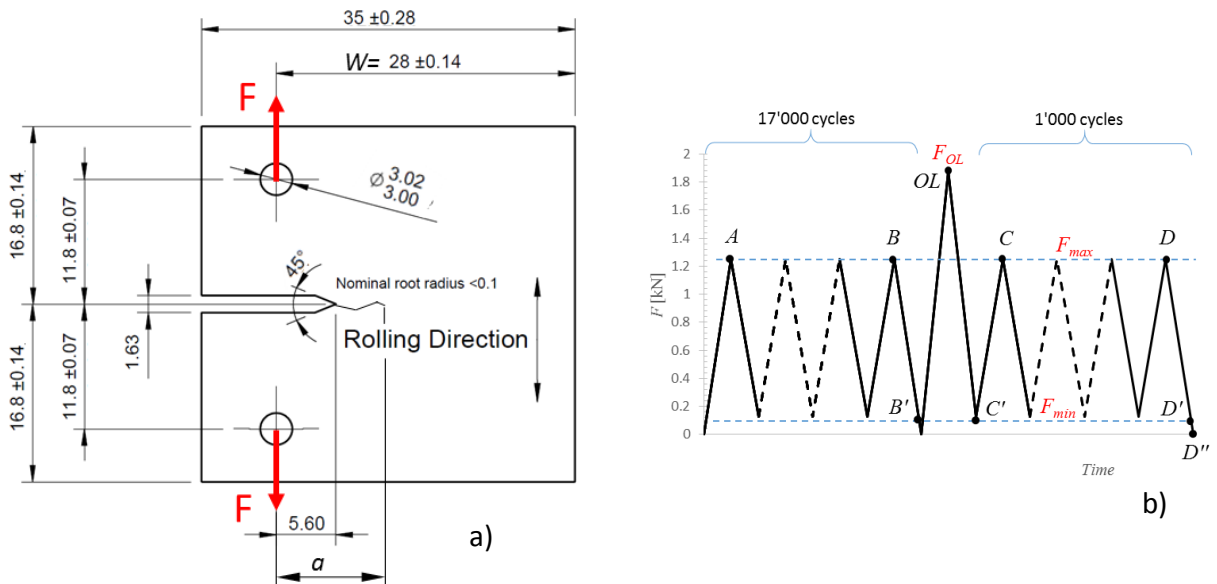 35 ±0.28
W= 28 ±0.14
F
16.8 ±0.14
11.8 ±0.07
Ø 3.02
3.00
45°
Nominal root radius <0.1
1.63
Rolling Direction
16.8 ±0.14
11.8 ±0.07
F
5.60
a
a)
17'000 cycles
1'000 cycles
F [kN]
2
1.8
1.6
1.4
1.2
1
0.8
0.6
0.4
0.2
0
F_OL
OL
A
B
C
F_max
D
B'
C'
F_min
D'
D''
Time
b)